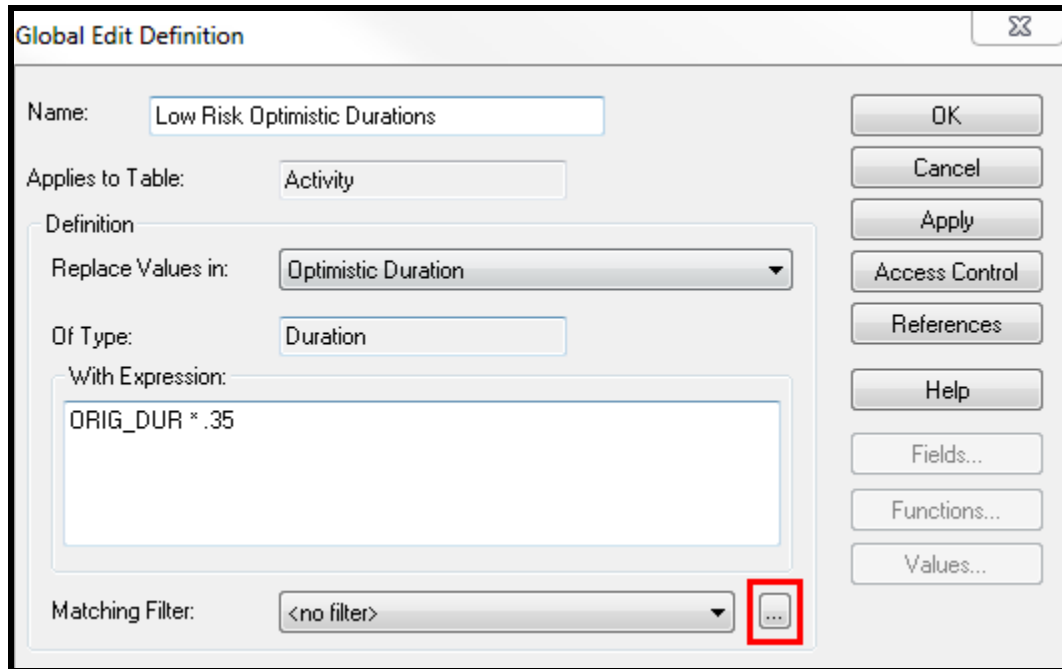 Global Edit Definition
Name: Low Risk Optimistic Durations
OK
Applies to Table: Activity
Cancel
Definition
Apply
Replace Values in: Optimistic Duration
Access Control
Of Type: Duration
References
With Expression:
ORIG_DUR * .35
Help
Fields...
Functions...
Values...
Matching Filter: <no filter>
...